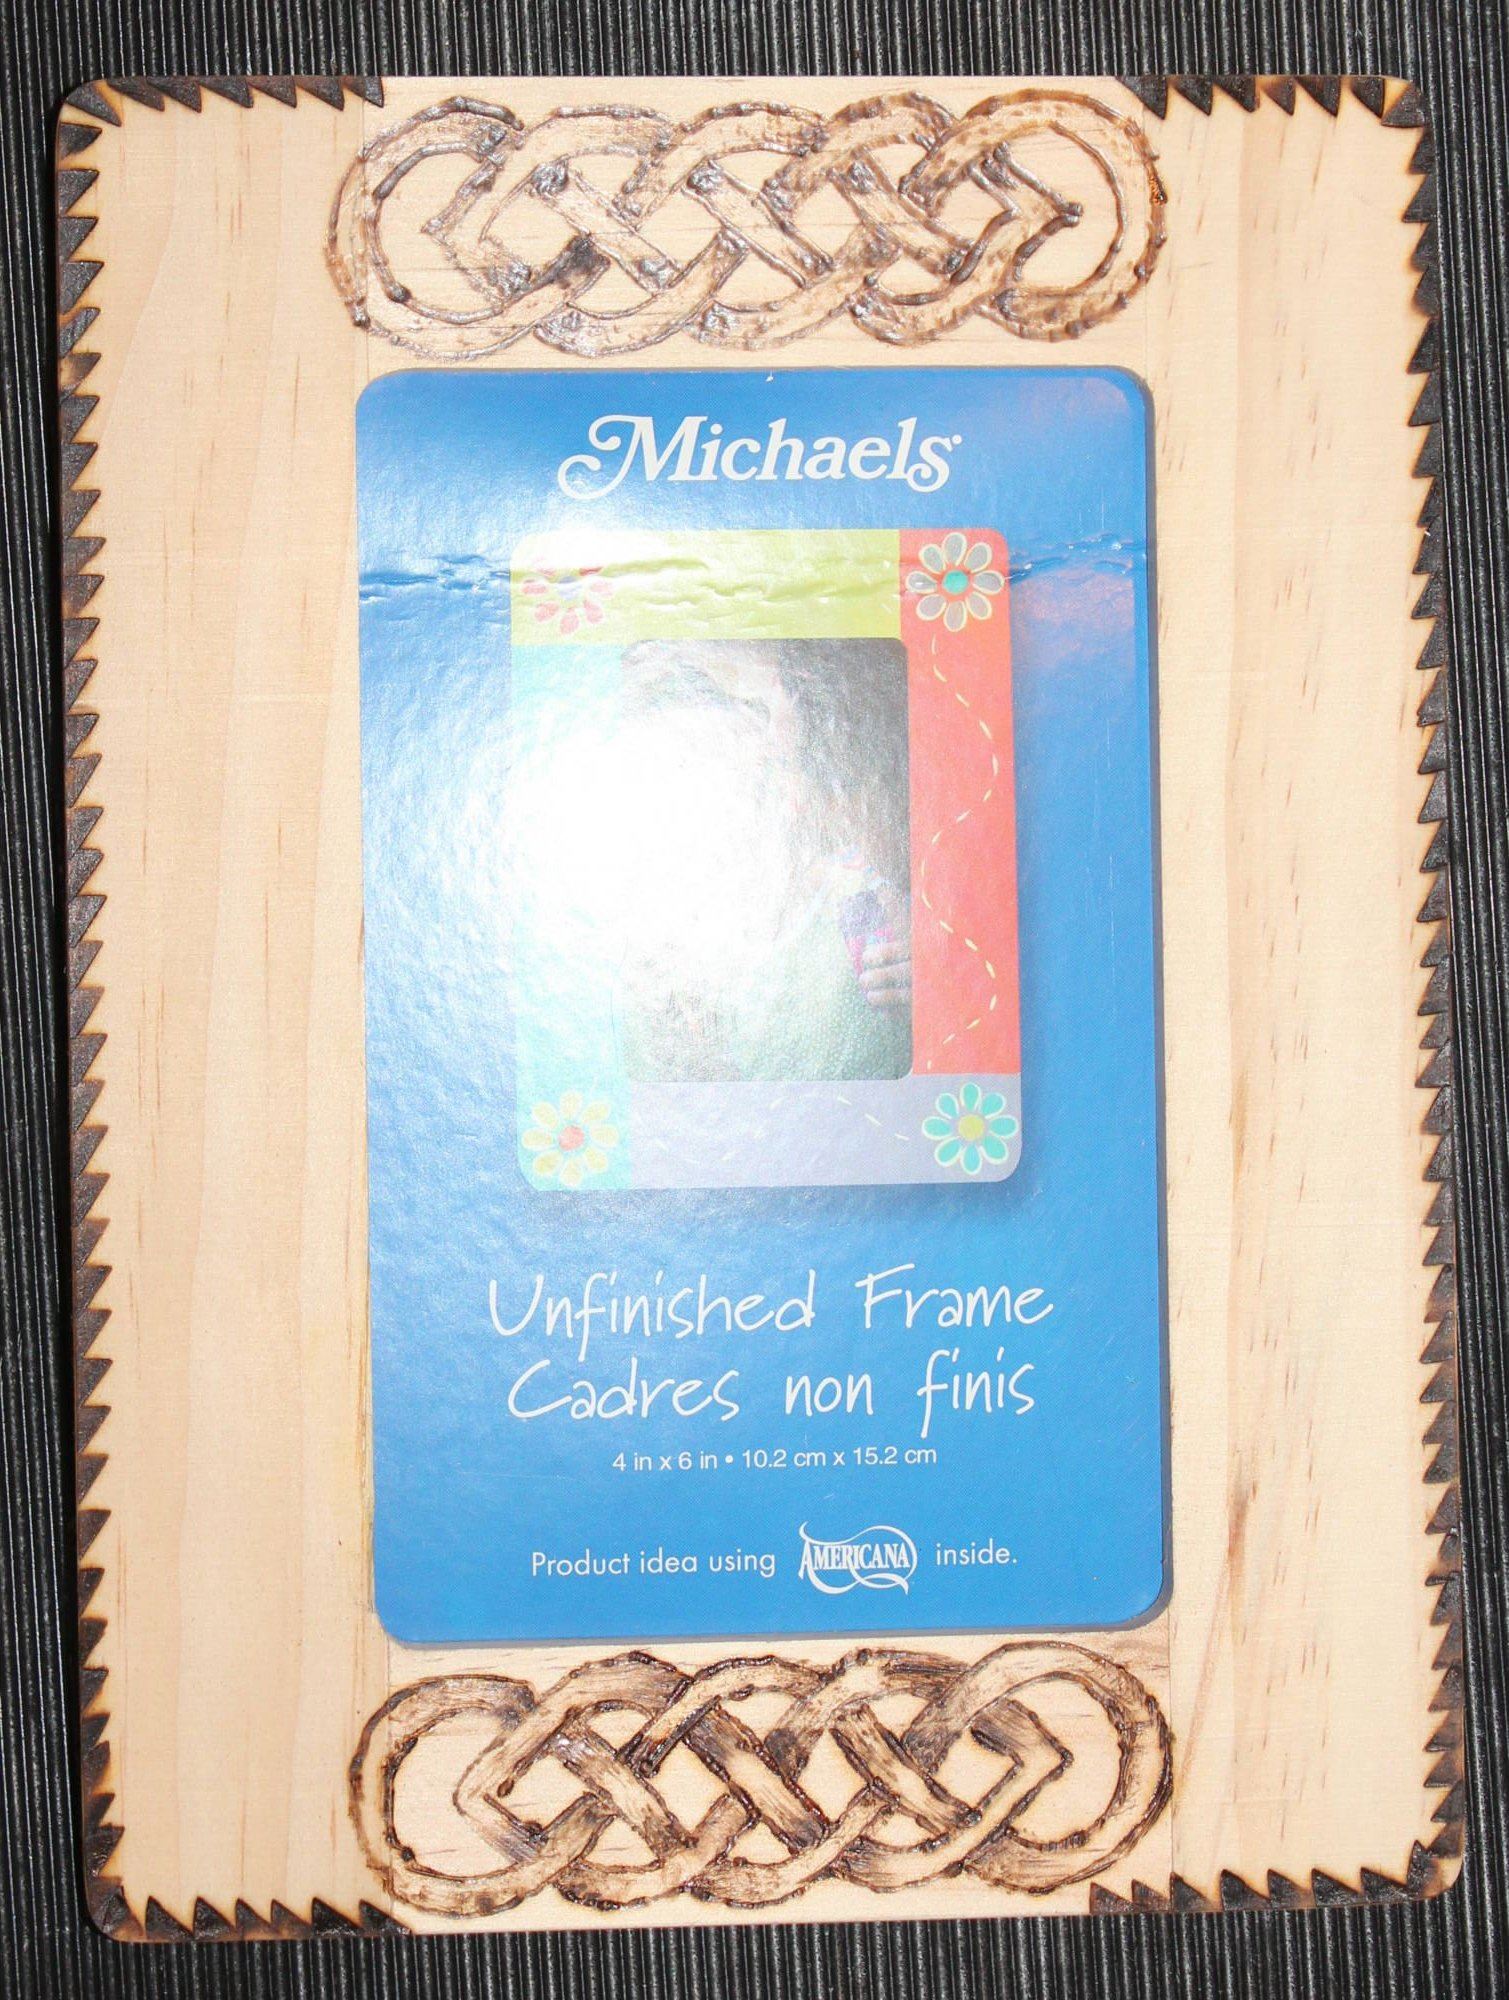 Michaels
Unfinished Frame
Cadres non finis
4 in x 6 in • 10.2 cm x 15.2 cm
Product idea using AMERICANA inside.